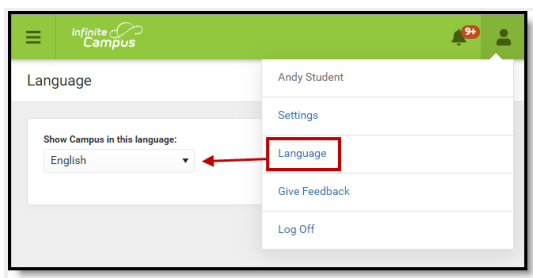 Infinite
Campus
9+
Language
Andy Student
Settings
Show Campus in this language:
English
Language
Give Feedback
Log Off